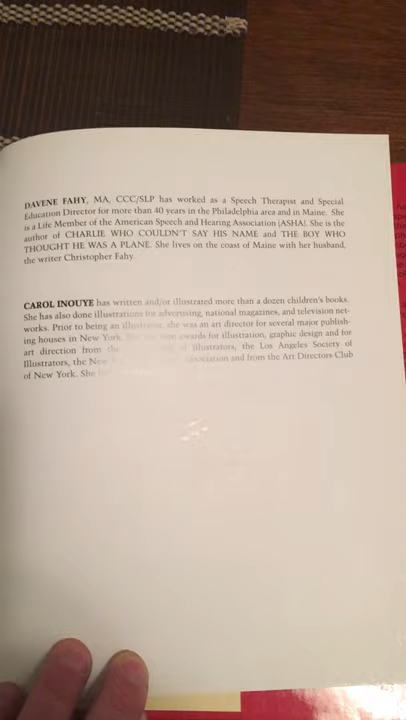 DAVENE FAHY, MA, CCC/SLP has worked as a Speech Therapist and Special
Education Director for more than 40 years in the Philadelphia area and in Maine. She
is a Life Member of the American Speech and Hearing Association (ASHA). She is the
author of CHARLIE WHO COULDN'T SAY HIS NAME and THE BOY WHO
THOUGHT HE WAS A PLANE. She lives on the coast of Maine with her husband,
the writer Christopher Fahy.
CAROL INOUYE has written and/or illustrated more than a dozen children's books.
She has also done illustrations for advertising, national magazines, and television net-
works. Prior to being an illustrator, she was an art director for several major publish-
ing houses in New York. awards for illustration, graphic design and for
art direction from the of Illustrators, the Los Angeles Society of
Illustrators, the New and from the Art Directors Club
of New York. She